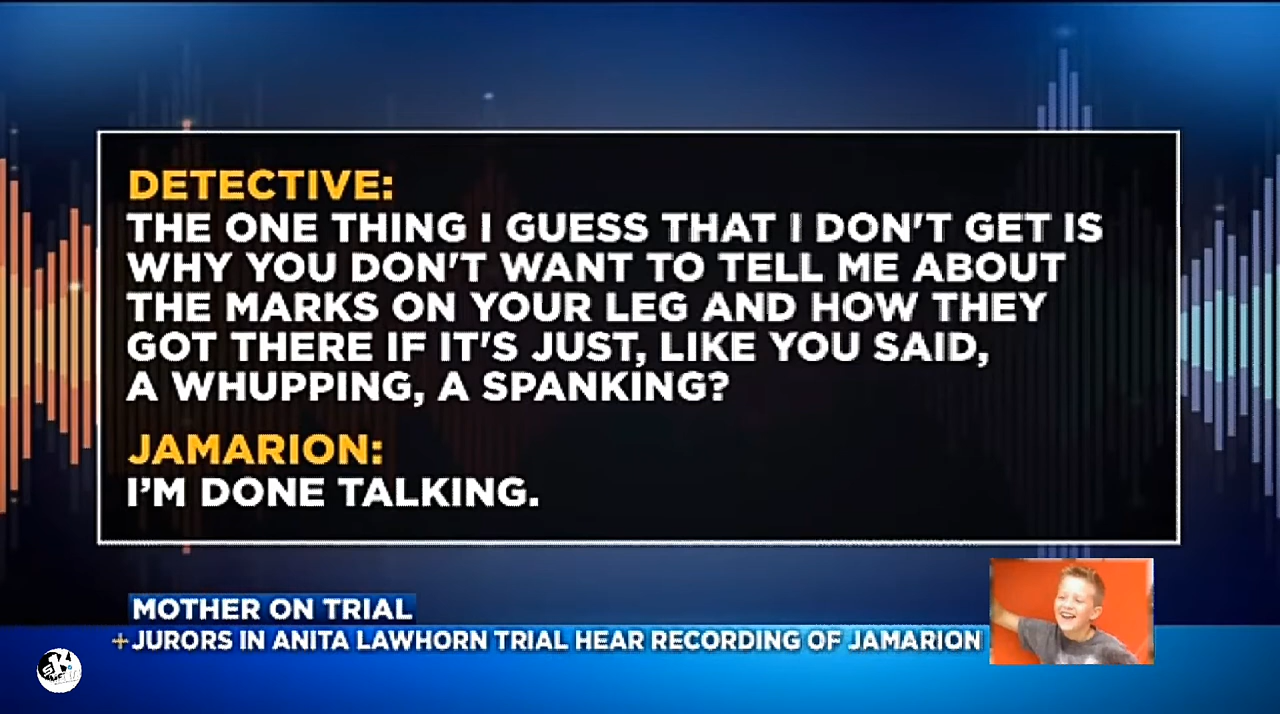 DETECTIVE:
THE ONE THING I GUESS THAT I DON'T GET IS
WHY YOU DON'T WANT TO TELL ME ABOUT
THE MARKS ON YOUR LEG AND HOW THEY
GOT THERE IF IT'S JUST, LIKE YOU SAID,
A WHUPPING, A SPANKING?
JAMARION:
I'M DONE TALKING.
MOTHER ON TRIAL
+JURORS IN ANITA LAWHORN TRIAL HEAR RECORDING OF JAMARION